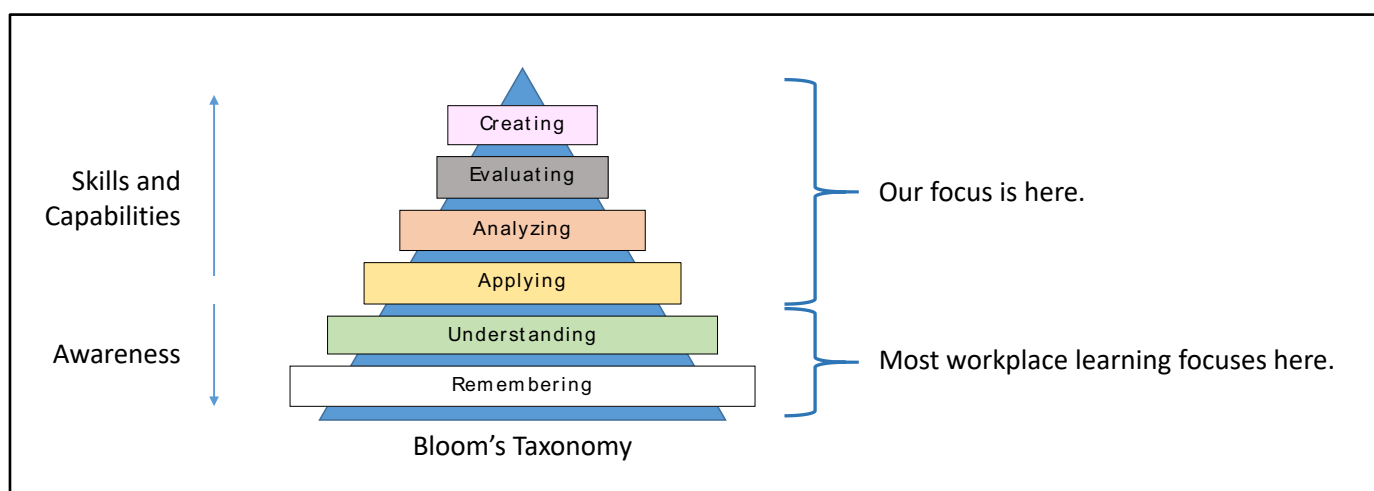 Creating
Evaluating
Skills and
Capabilities
Our focus is here.
Analyzing
Applying
Understanding
Awareness
Most workplace learning focuses here.
Remembering
Bloom’s Taxonomy